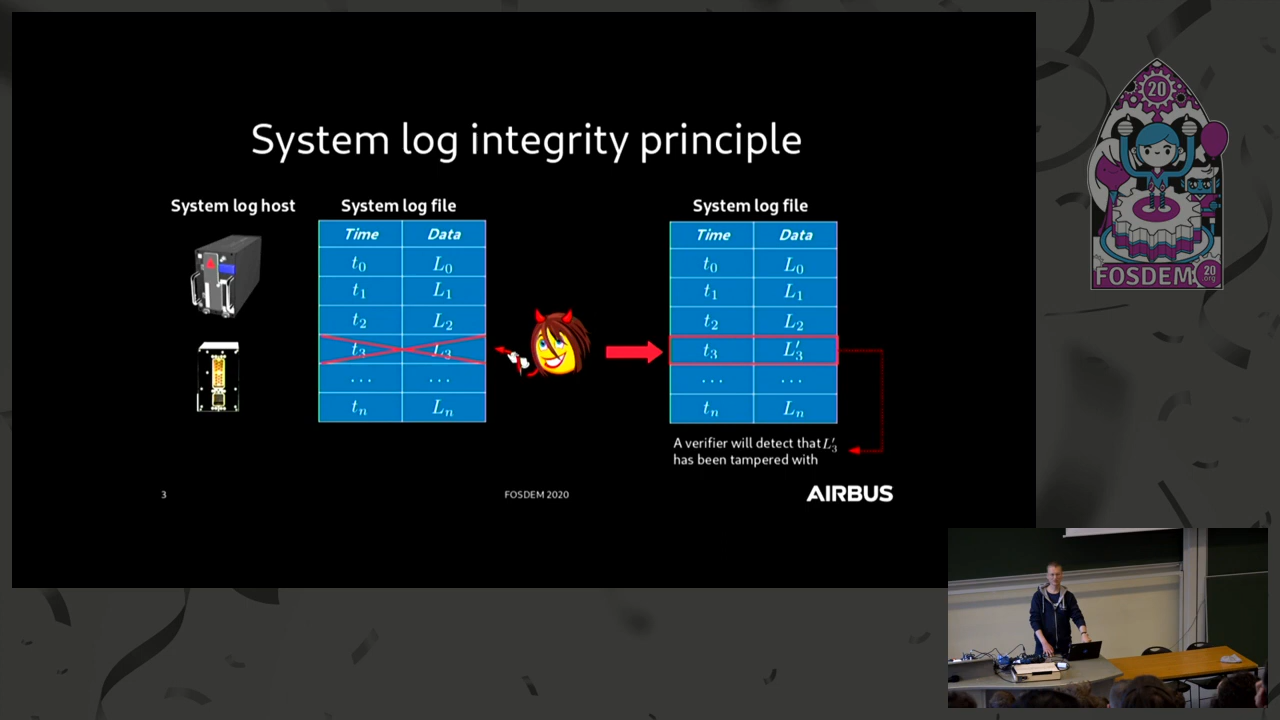 System log integrity principle
System log host
System log file
Time Data
t0 L0
t1 L1
t2 L2
t3 L3
... ...
tn Ln
System log file
Time Data
t0 L0
t1 L1
t2 L2
t3 L'3
... ...
tn Ln
A verifier will detect that L'3
has been tampered with
3
FOSDEM 2020
AIRBUS
20
FOSDEM 20
.org